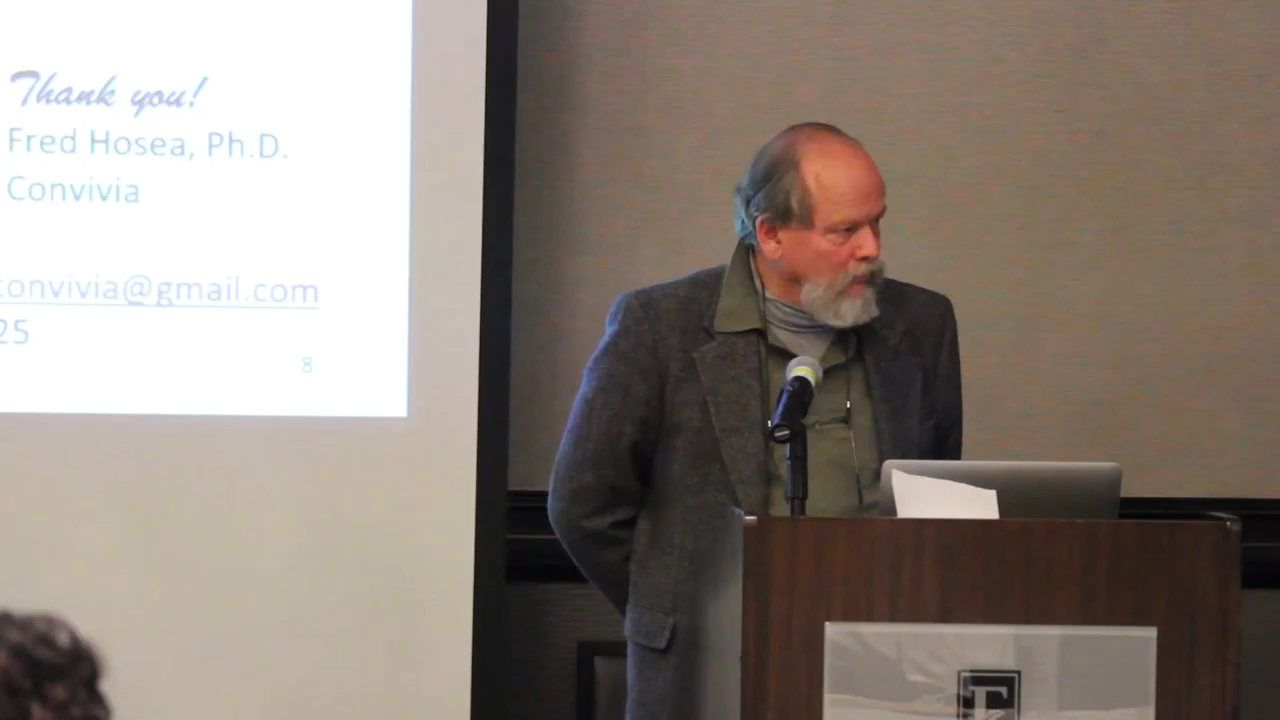 Thank you!
Fred Hosea, Ph.D.
Convivia
convivia@gmail.com
25
8